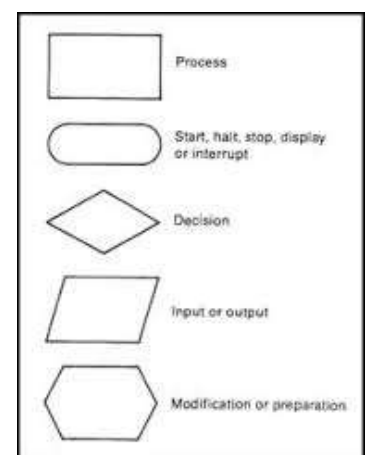 Process
Start, halt, stop, display
or interrupt
Decision
Input or output
Modification or preparation